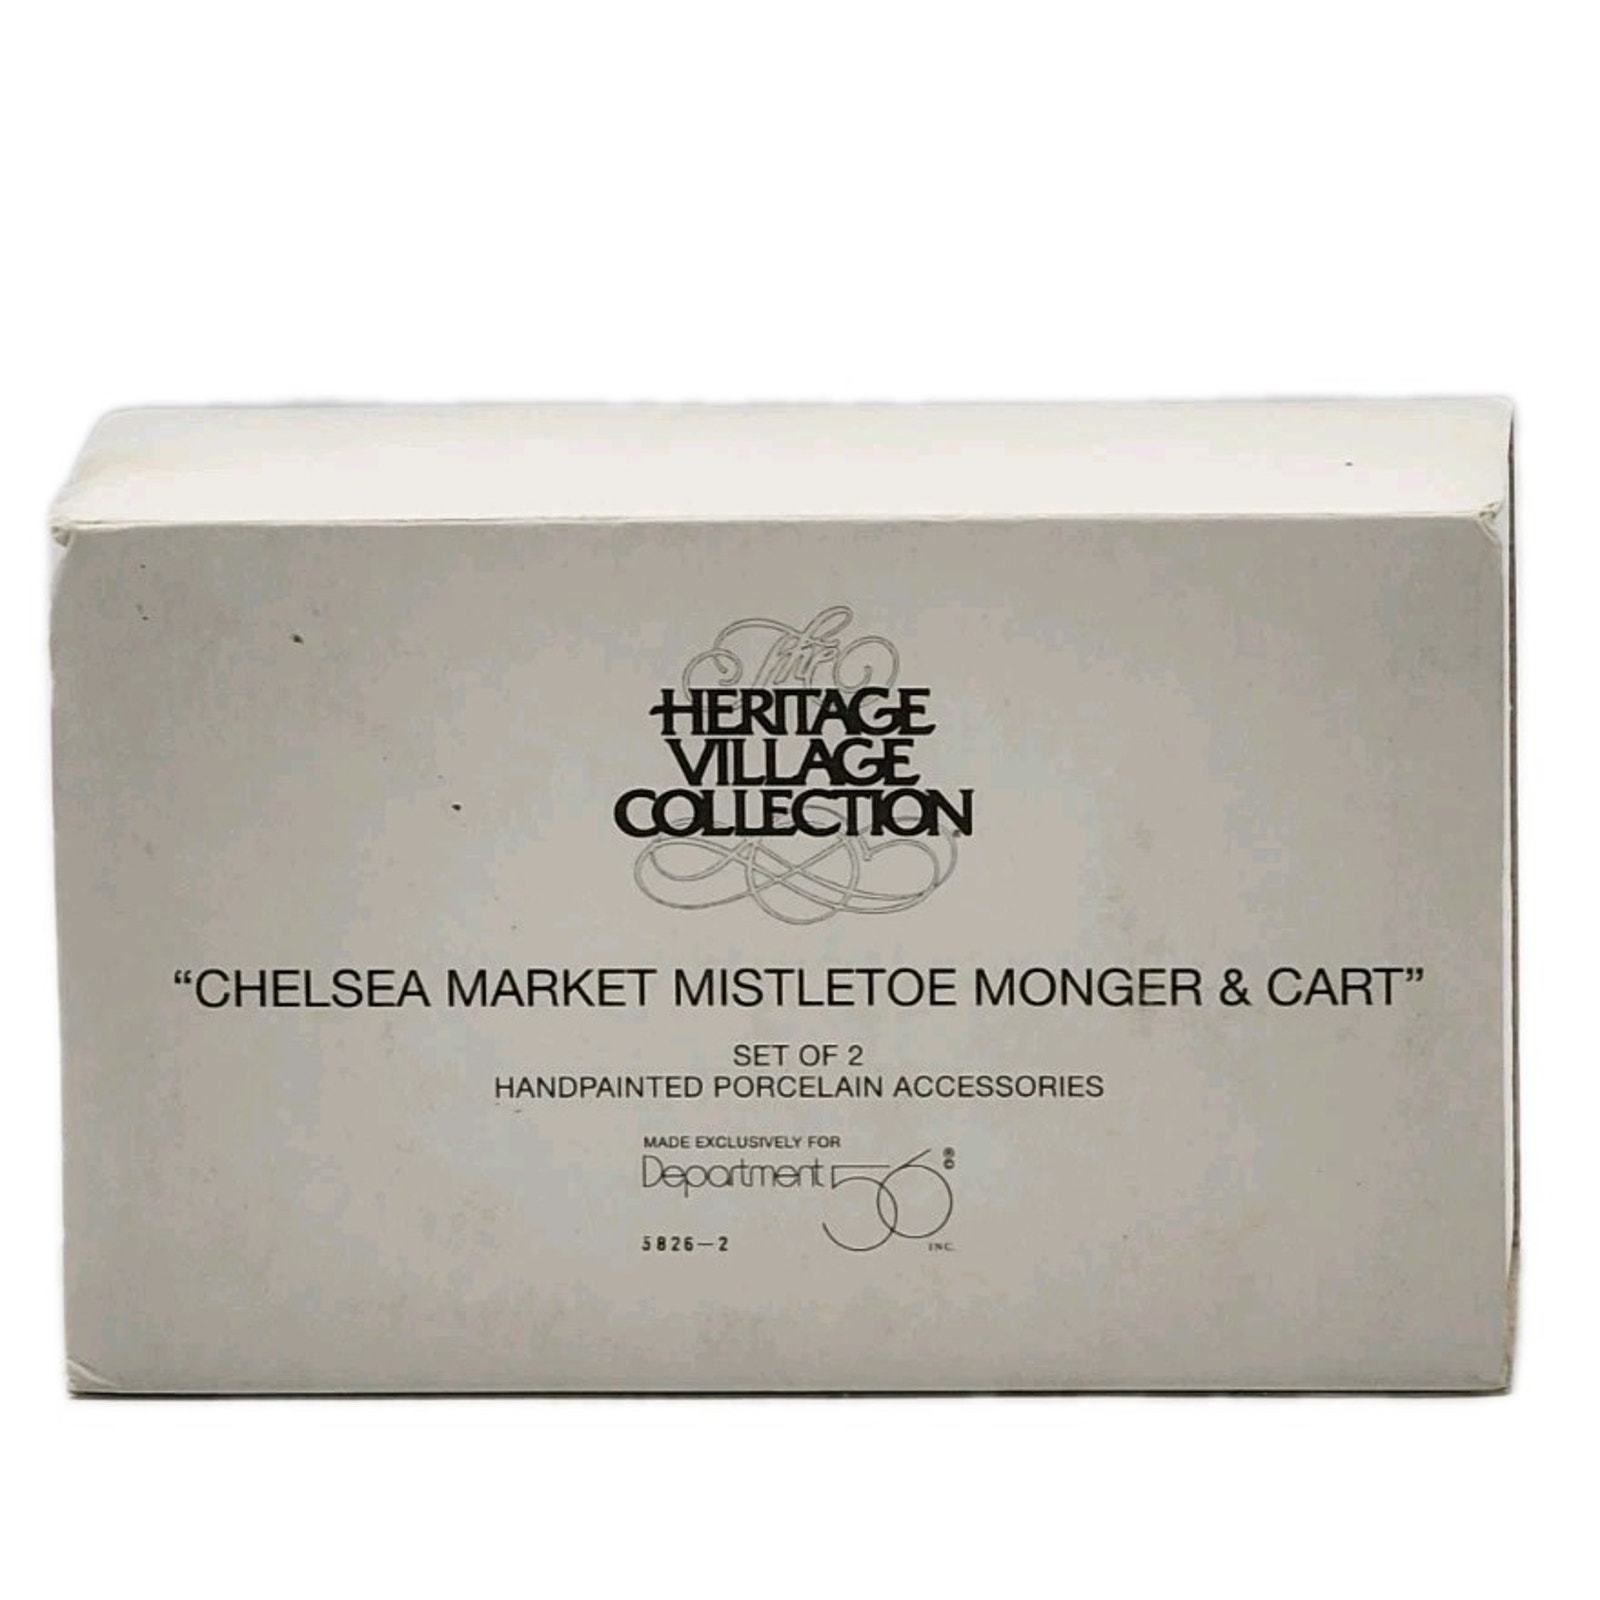 The
HERITAGE
VILLAGE
COLLECTION®
“CHELSEA MARKET MISTLETOE MONGER & CART”
SET OF 2
HANDPAINTED PORCELAIN ACCESSORIES
MADE EXCLUSIVELY FOR
Department 56 ® ©
INC.
5826-2